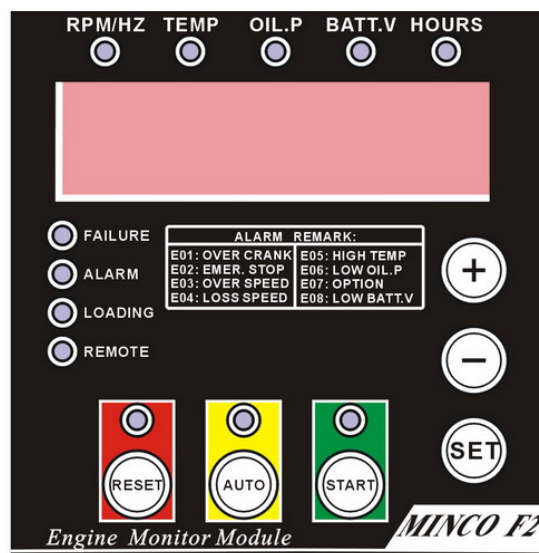 RPM/HZ TEMP OIL.P BATT.V HOURS
FAILURE
ALARM
LOADING
REMOTE
ALARM REMARK:
E01: OVER CRANK E05: HIGH TEMP
E02: EMER. STOP E06: LOW OIL.P
E03: OVER SPEED E07: OPTION
E04: LOSS SPEED E08: LOW BATT.V
+
−
SET
RESET AUTO START
Engine Monitor Module
MINCO F2